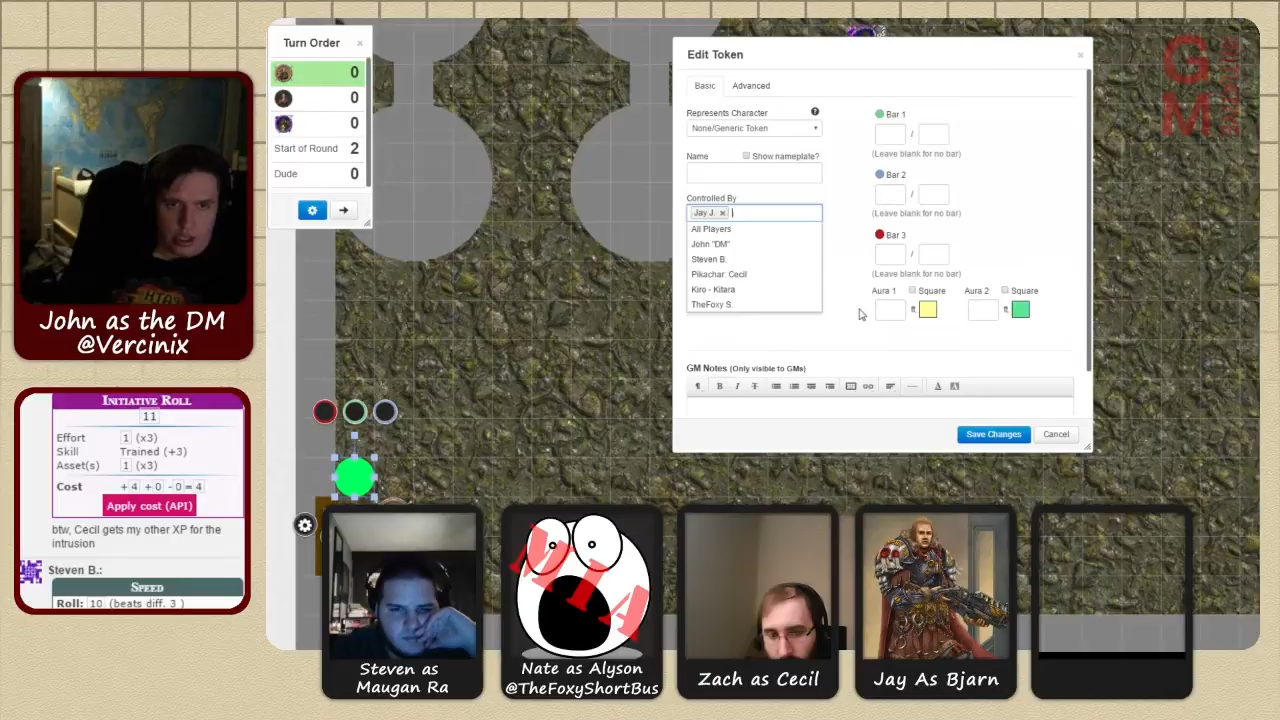 Turn Order
0
0
0
Start of Round 2
Dude 0
Edit Token
Basic Advanced
Represents Character
None/Generic Token
Name Show nameplate?
Controlled By
Jay J.
All Players
John "DM"
Steven B.
Pikachar: Cecil
Kiro - Kitara
TheFoxy S.
Bar 1
/
(Leave blank for no bar)
Bar 2
/
(Leave blank for no bar)
Bar 3
/
(Leave blank for no bar)
Aura 1 Square Aura 2 Square
ft. ft.
GM Notes (Only visible to GMs)
Save Changes Cancel
GM
John as the DM
@Vercinix
INITIATIVE ROLL
11
Effort 1 (x3)
Skill Trained (+3)
Asset(s) 1 (x3)
Cost +4 +0 -0 =4
Apply cost (API)
btw, Cecil gets my other XP for the
intrusion
Steven B.:
SPEED
Roll: 10 (beats diff. 3 )
Steven as
Maugan Ra
MIA
Nate as Alyson
@TheFoxyShortBus
Zach as Cecil
Jay As Bjarn